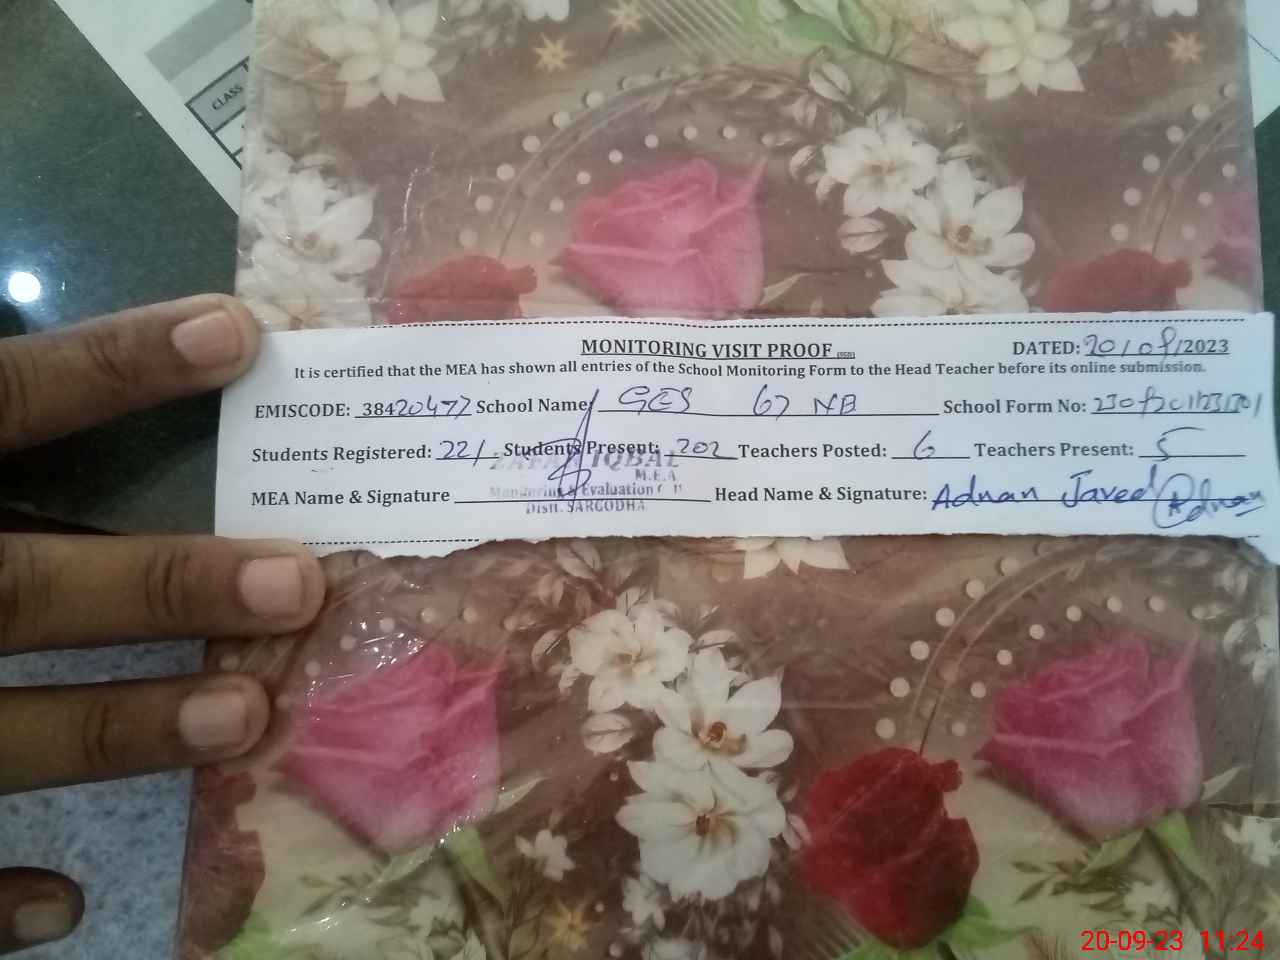 CLASS
MONITORING VISIT PROOF
DATED: 20/09/2023
It is certified that the MEA has shown all entries of the School Monitoring Form to the Head Teacher before its online submission.
EMISCODE: 38420477 School Name GES 67 NB School Form No:
Students Registered: 221 Students Present: 202 Teachers Posted: 6 Teachers Present: 5
ZAFAR IQBAL
M.E.A
Monitoring & Evaluation
Distt. SARGODHA
MEA Name & Signature Head Name & Signature: Adnan Javed Adnan
20-09-23 11:24